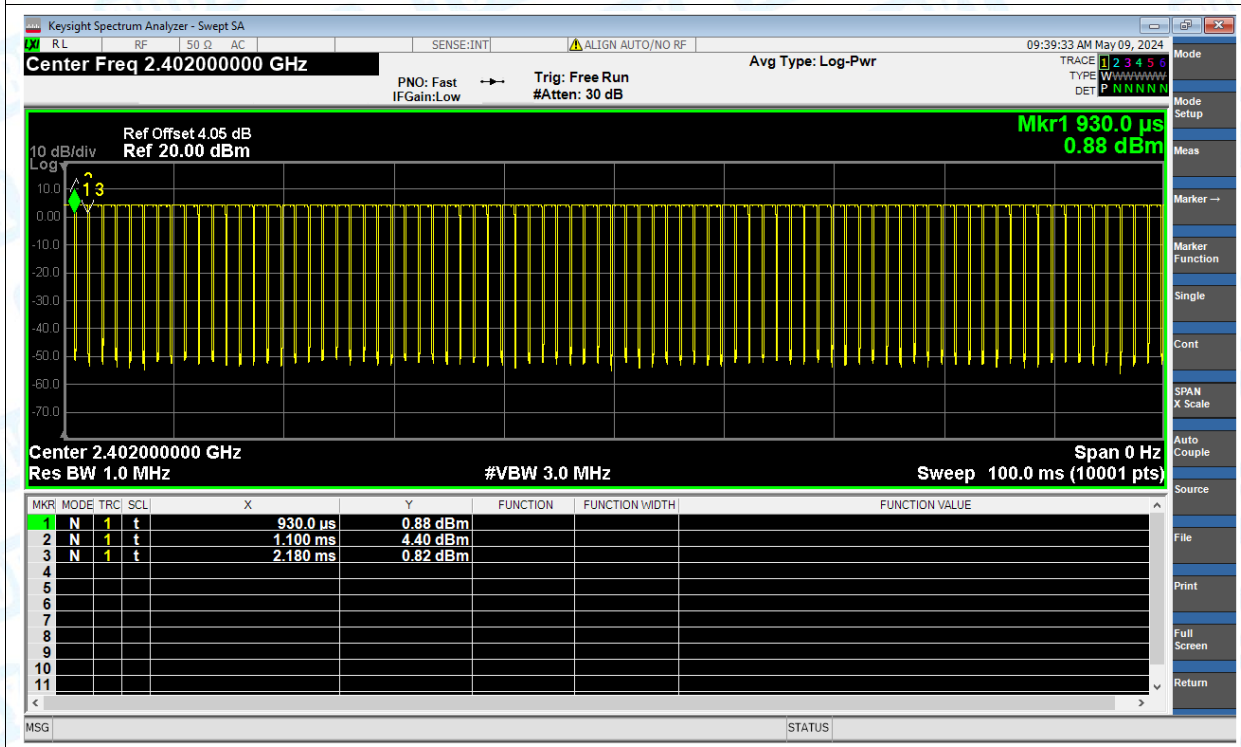 Keysight Spectrum Analyzer - Swept SA
LXI RL RF 50 Ω AC SENSE:INT ALIGN AUTO/NO RF 09:39:33 AM May 09, 2024
Center Freq 2.402000000 GHz
PNO: Fast
IFGain:Low
Trig: Free Run
#Atten: 30 dB
Avg Type: Log-Pwr
TRACE 1 2 3 4 5 6
TYPE WWWWWW
DET P N N N N N
Mkr1 930.0 µs
0.88 dBm
Ref Offset 4.05 dB
10 dB/div Ref 20.00 dBm
Log
10.0
0.00
-10.0
-20.0
-30.0
-40.0
-50.0
-60.0
-70.0
1 3
Center 2.402000000 GHz Span 0 Hz
Res BW 1.0 MHz #VBW 3.0 MHz Sweep 100.0 ms (10001 pts)
MKR MODE TRC SCL X Y FUNCTION FUNCTION WIDTH FUNCTION VALUE
1 N 1 t 930.0 µs 0.88 dBm
2 N 1 t 1.100 ms 4.40 dBm
3 N 1 t 2.180 ms 0.82 dBm
4
5
6
7
8
9
10
11
MSG STATUS
Mode
Mode
Setup
Meas
Marker →
Marker
Function
Single
Cont
SPAN
X Scale
Auto
Couple
Source
File
Print
Full
Screen
Return